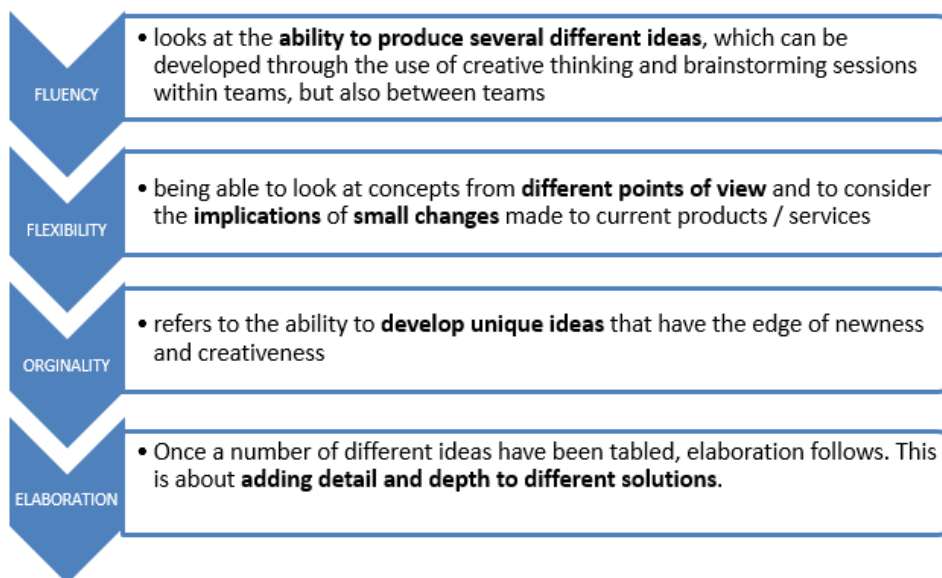 FLUENCY
• looks at the ability to produce several different ideas, which can be
developed through the use of creative thinking and brainstorming sessions
within teams, but also between teams
FLEXIBILITY
• being able to look at concepts from different points of view and to consider
the implications of small changes made to current products / services
ORGINALITY
• refers to the ability to develop unique ideas that have the edge of newness
and creativeness
ELABORATION
• Once a number of different ideas have been tabled, elaboration follows. This
is about adding detail and depth to different solutions.